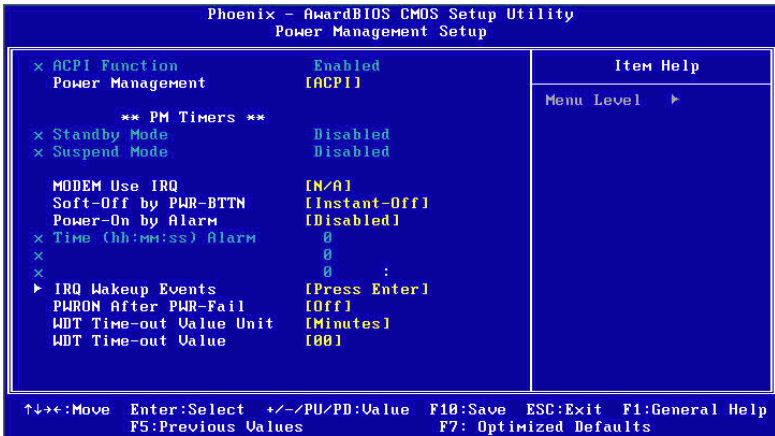 Phoenix - AwardBIOS CMOS Setup Utility
Power Management Setup
x ACPI Function Enabled
Power Management [ACPI]
** PM Timers **
x Standby Mode Disabled
x Suspend Mode Disabled
MODEM Use IRQ [N/A]
Soft-Off by PWR-BTTN [Instant-Off]
Power-On by Alarm [Disabled]
x Time (hh:mm:ss) Alarm 0
x 0
x 0 :
► IRQ Wakeup Events [Press Enter]
PWRON After PWR-Fail [Off]
WDT Time-out Value Unit [Minutes]
WDT Time-out Value [00]
Item Help
Menu Level ►
↑↓→←:Move Enter:Select +/-/PU/PD:Value F10:Save ESC:Exit F1:General Help
F5:Previous Values F7: Optimized Defaults